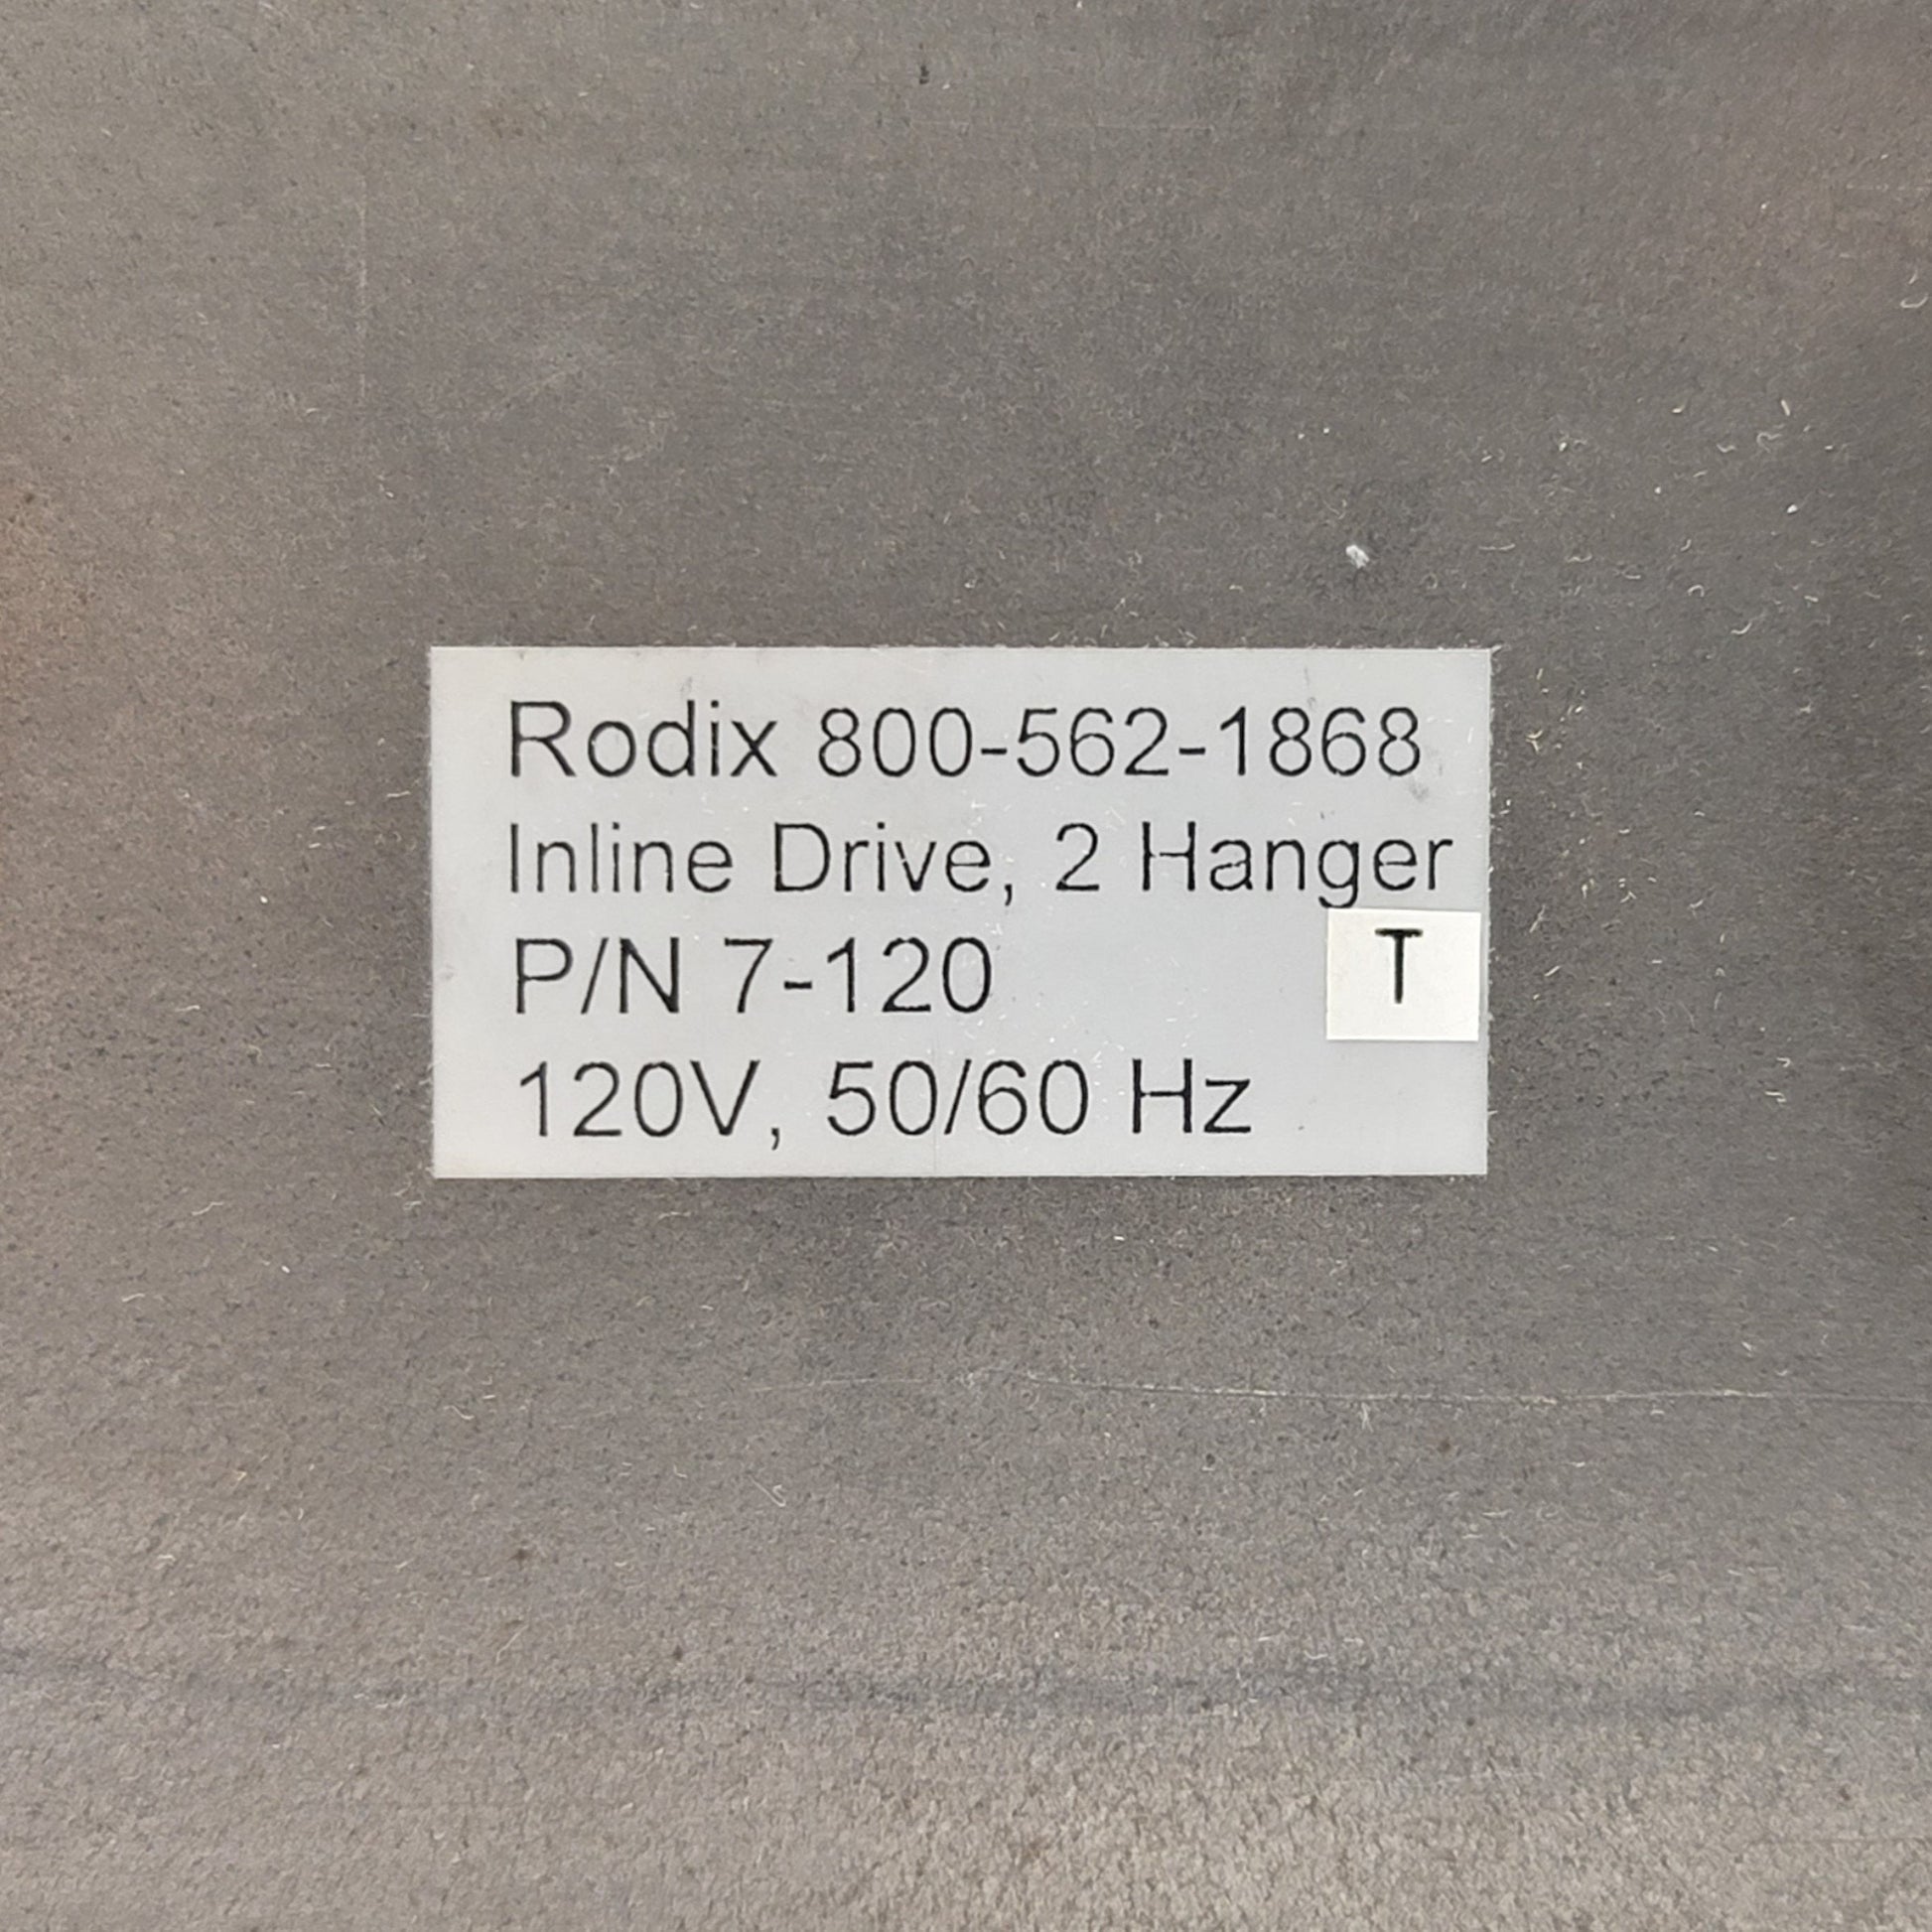 Rodix 800-562-1868
Inline Drive, 2 Hanger
P/N 7-120
T
120V, 50/60 Hz